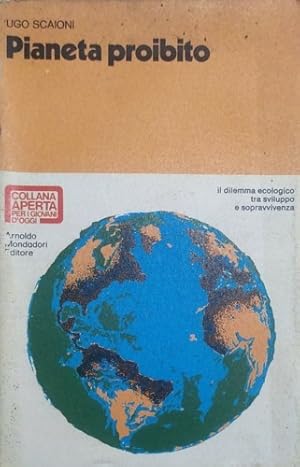 UGO SCAIONI
Pianeta proibito
COLLANA
APERTA
PER I GIOVANI
D'OGGI
Arnoldo
Mondadori
Editore
il dilemma ecologico
tra sviluppo
e sopravvivenza